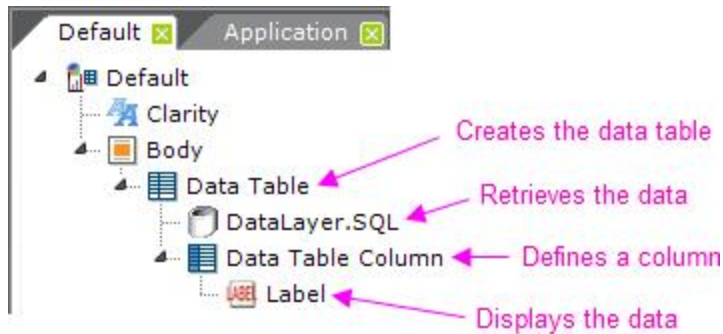 Default Application
Default
Clarity
Body
Creates the data table
Data Table
Retrieves the data
DataLayer.SQL
Data Table Column
Defines a column
LABEL Label
Displays the data